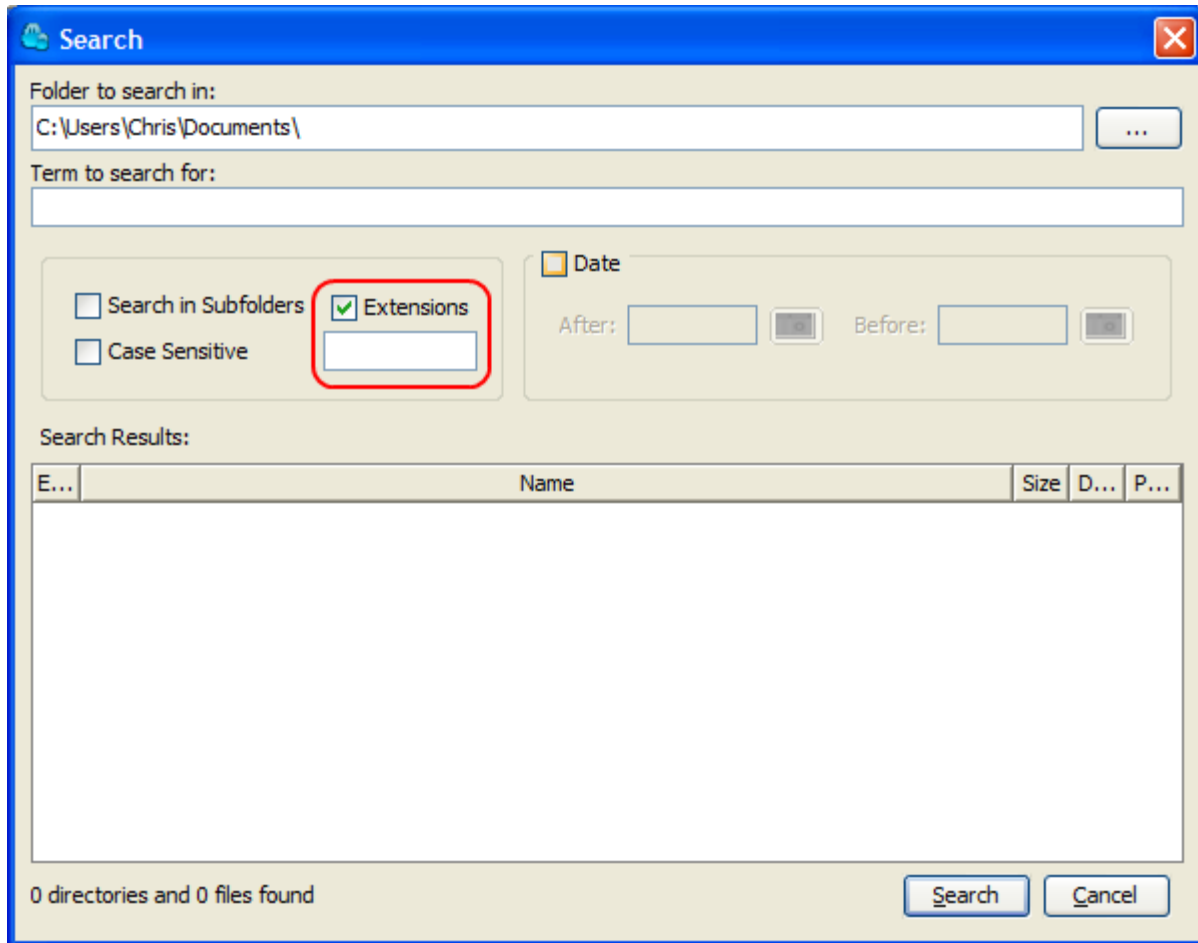 Search
Folder to search in:
C:\Users\Chris\Documents\
...
Term to search for:
Date
Search in Subfolders
Extensions
After:
Before:
Case Sensitive
Search Results:
E... Name Size D... P...
0 directories and 0 files found
Search
Cancel